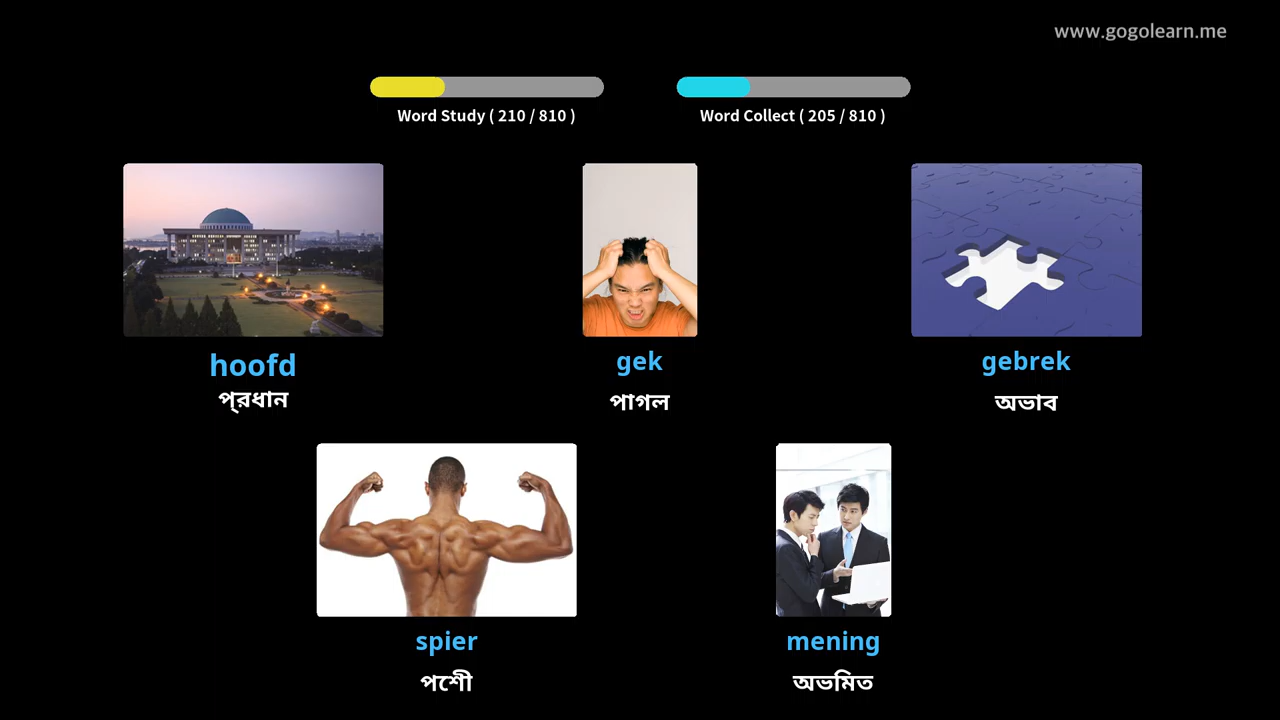 www.gogolearn.me
Word Study ( 210 / 810 )
Word Collect ( 205 / 810 )
hoofd
প্রধান
gek
পাগল
gebrek
অভাব
spier
পেশী
mening
অভিমত